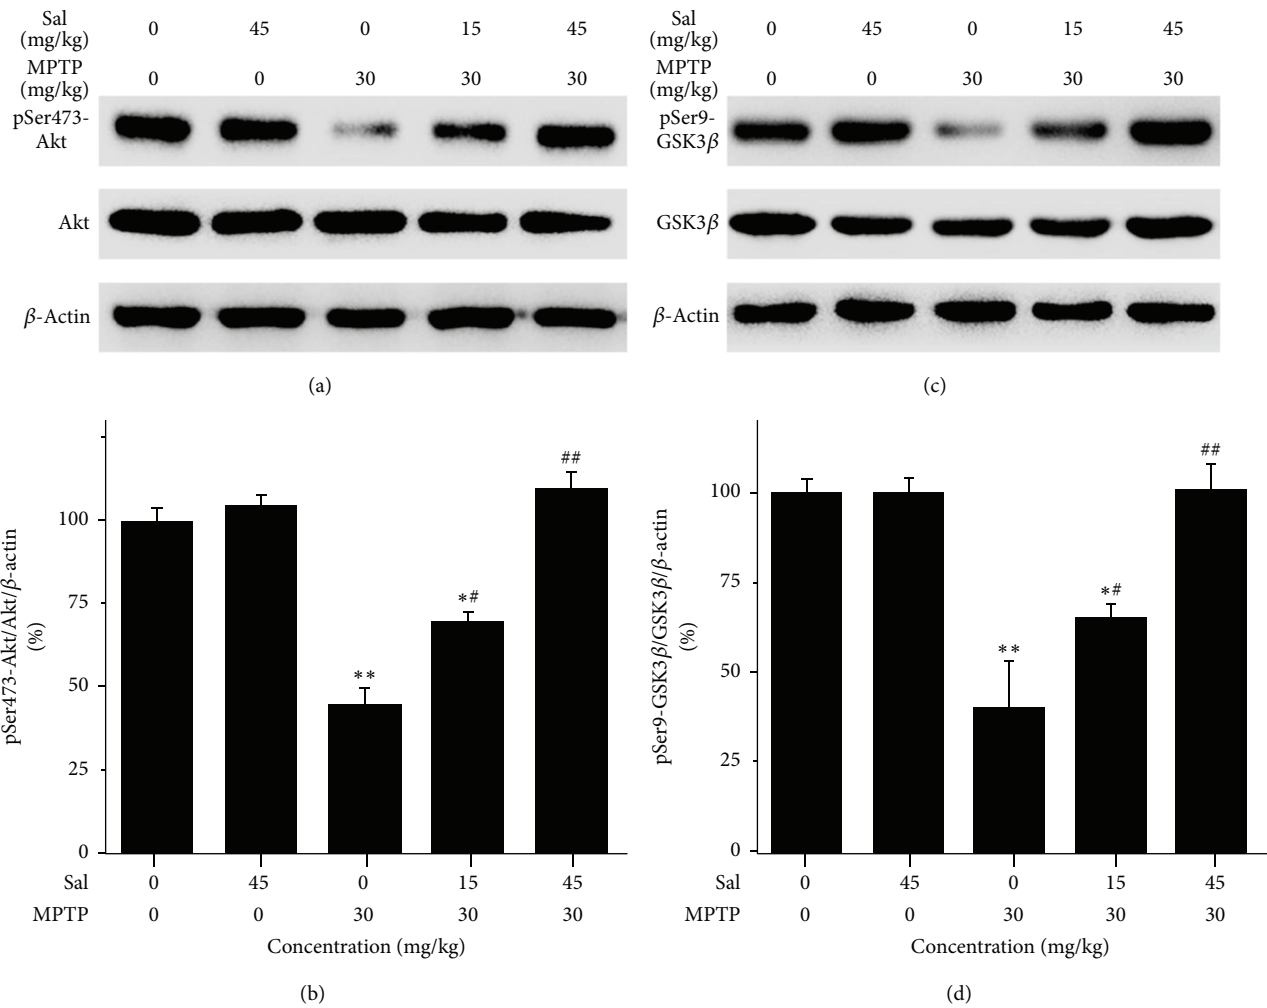 Sal
(mg/kg) 0 45 0 15 45
MPTP
(mg/kg) 0 0 30 30 30
pSer473-
Akt
Akt
β-Actin
(a)
Sal
(mg/kg) 0 45 0 15 45
MPTP
(mg/kg) 0 0 30 30 30
pSer9-
GSK3β
GSK3β
β-Actin
(c)
pSer473-Akt/Akt/β-actin
(%)
100
75
50
25
0
**
*#
##
Sal 0 45 0 15 45
MPTP 0 0 30 30 30
Concentration (mg/kg)
(b)
pSer9-GSK3β/GSK3β/β-actin
(%)
100
75
50
25
0
**
*#
##
Sal 0 45 0 15 45
MPTP 0 0 30 30 30
Concentration (mg/kg)
(d)